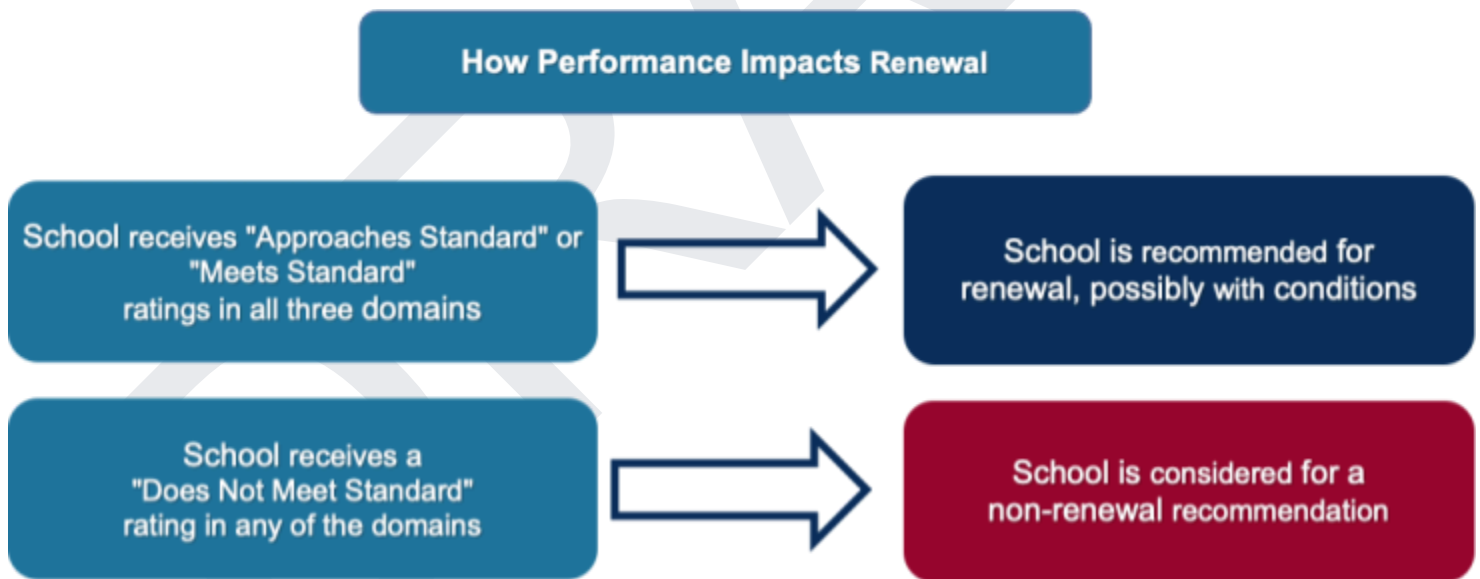 How Performance Impacts Renewal
School receives "Approaches Standard" or
"Meets Standard"
ratings in all three domains
School is recommended for
renewal, possibly with conditions
School receives a
"Does Not Meet Standard"
rating in any of the domains
School is considered for a
non-renewal recommendation